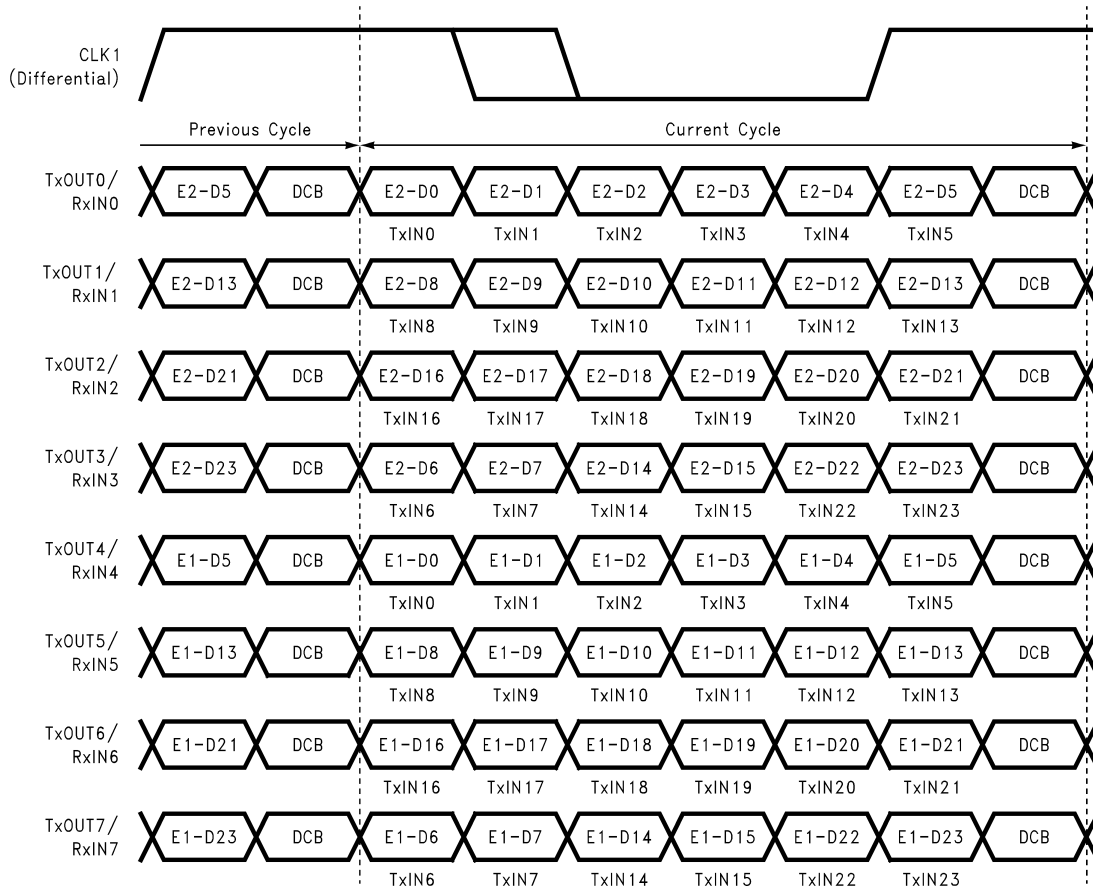 CLK1
(Differential)
Previous Cycle Current Cycle
TxOUT0/
RxIN0
E2-D5 DCB E2-D0 E2-D1 E2-D2 E2-D3 E2-D4 E2-D5 DCB
TxIN0 TxIN1 TxIN2 TxIN3 TxIN4 TxIN5
TxOUT1/
RxIN1
E2-D13 DCB E2-D8 E2-D9 E2-D10 E2-D11 E2-D12 E2-D13 DCB
TxIN8 TxIN9 TxIN10 TxIN11 TxIN12 TxIN13
TxOUT2/
RxIN2
E2-D21 DCB E2-D16 E2-D17 E2-D18 E2-D19 E2-D20 E2-D21 DCB
TxIN16 TxIN17 TxIN18 TxIN19 TxIN20 TxIN21
TxOUT3/
RxIN3
E2-D23 DCB E2-D6 E2-D7 E2-D14 E2-D15 E2-D22 E2-D23 DCB
TxIN6 TxIN7 TxIN14 TxIN15 TxIN22 TxIN23
TxOUT4/
RxIN4
E1-D5 DCB E1-D0 E1-D1 E1-D2 E1-D3 E1-D4 E1-D5 DCB
TxIN0 TxIN1 TxIN2 TxIN3 TxIN4 TxIN5
TxOUT5/
RxIN5
E1-D13 DCB E1-D8 E1-D9 E1-D10 E1-D11 E1-D12 E1-D13 DCB
TxIN8 TxIN9 TxIN10 TxIN11 TxIN12 TxIN13
TxOUT6/
RxIN6
E1-D21 DCB E1-D16 E1-D17 E1-D18 E1-D19 E1-D20 E1-D21 DCB
TxIN16 TxIN17 TxIN18 TxIN19 TxIN20 TxIN21
TxOUT7/
RxIN7
E1-D23 DCB E1-D6 E1-D7 E1-D14 E1-D15 E1-D22 E1-D23 DCB
TxIN6 TxIN7 TxIN14 TxIN15 TxIN22 TxIN23